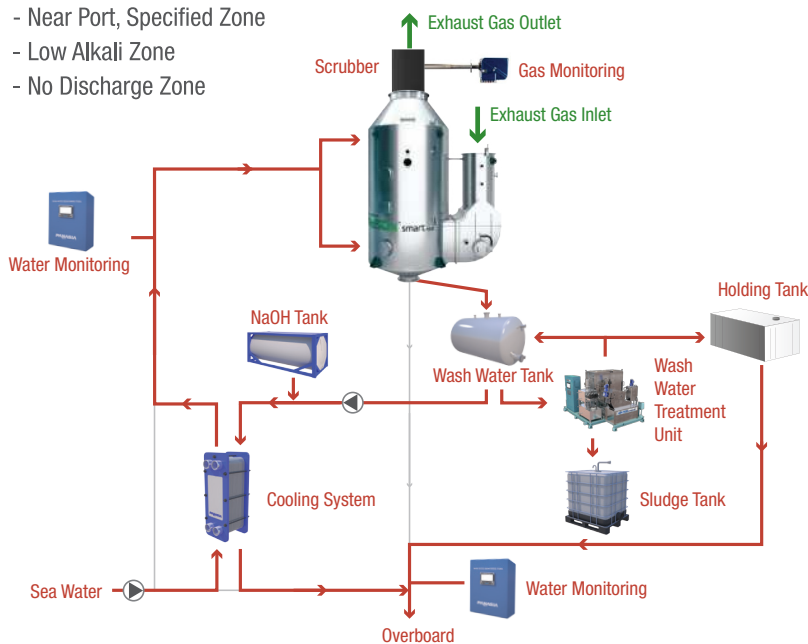 - Near Port, Specified Zone
- Low Alkali Zone
- No Discharge Zone
Exhaust Gas Outlet
Scrubber
Gas Monitoring
Exhaust Gas Inlet
smart
Water Monitoring
NaOH Tank
Holding Tank
Wash Water Tank
Wash
Water
Treatment
Unit
Cooling System
Sludge Tank
Sea Water
Water Monitoring
Overboard